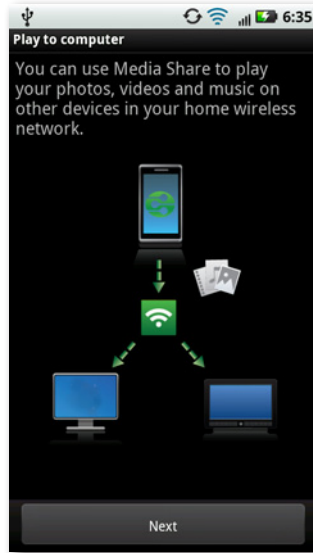 6:35
Play to computer
You can use Media Share to play
your photos, videos and music on
other devices in your home wireless
network.
Next